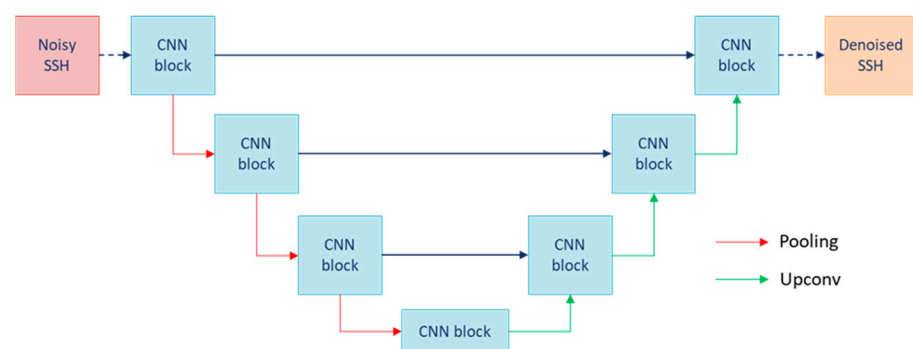 Noisy
SSH
CNN
block
CNN
block
Denoised
SSH
CNN
block
CNN
block
CNN
block
CNN
block
CNN block
Pooling
Upconv